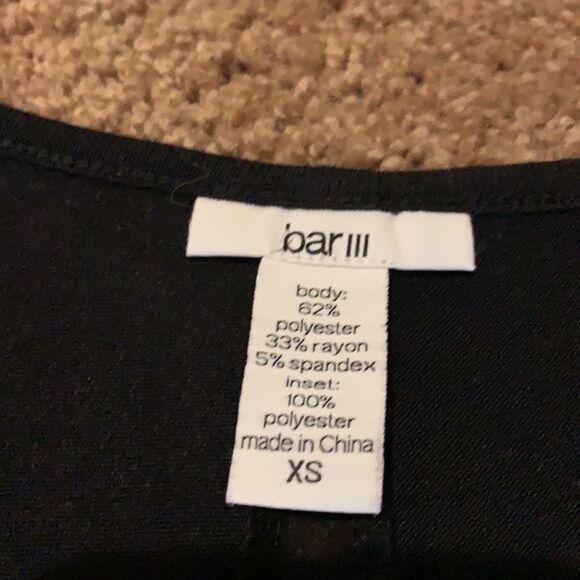 bar III
body:
62%
polyester
33% rayon
5% spandex
inset:
100%
polyester
made in China
XS